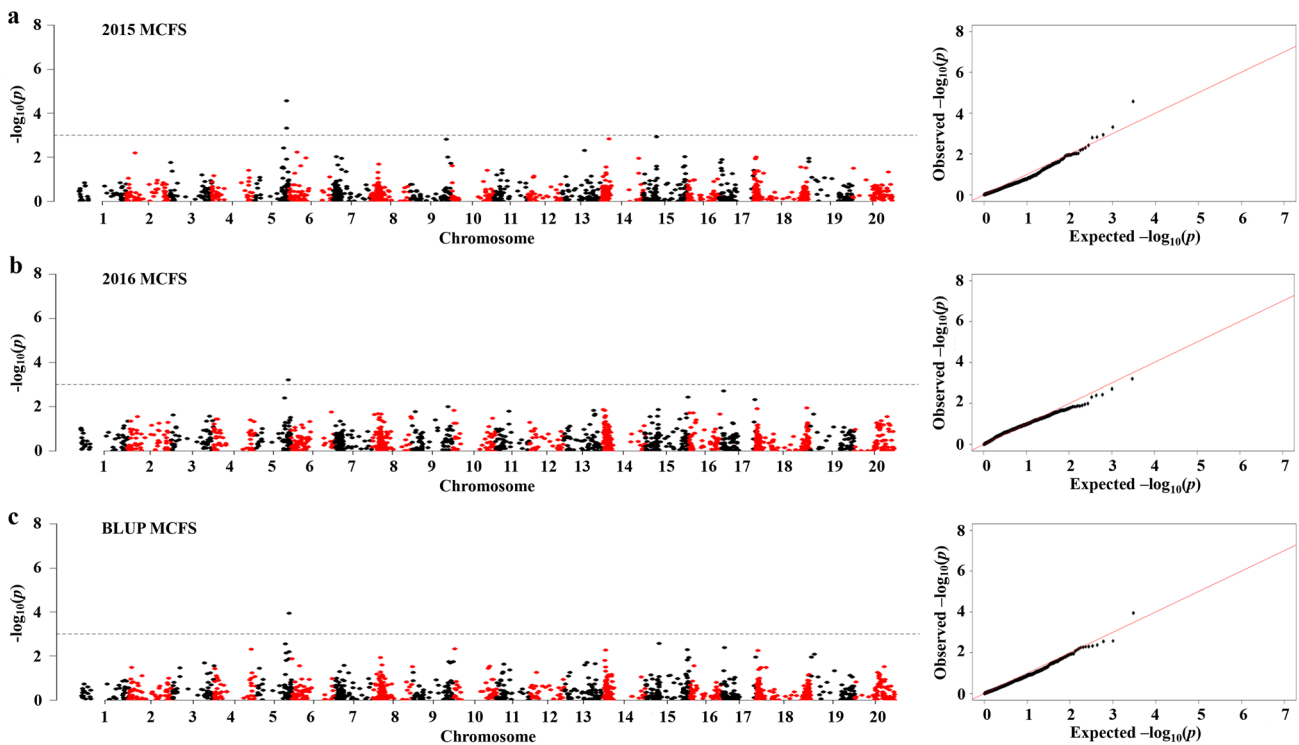 a
2015 MCFS
8
6
4
2
0
-log₁₀(p)
1 2 3 4 5 6 7 8 9 10 11 12 13 14 15 16 17 18 19 20
Chromosome
8
6
4
2
0
Observed –log₁₀(p)
0 1 2 3 4 5 6 7
Expected –log₁₀(p)
b
2016 MCFS
8
6
4
2
0
-log₁₀(p)
1 2 3 4 5 6 7 8 9 10 11 12 13 14 15 16 17 18 19 20
Chromosome
8
6
4
2
0
Observed –log₁₀(p)
0 1 2 3 4 5 6 7
Expected –log₁₀(p)
c
BLUP MCFS
8
6
4
2
0
-log₁₀(p)
1 2 3 4 5 6 7 8 9 10 11 12 13 14 15 16 17 18 19 20
Chromosome
8
6
4
2
0
Observed –log₁₀(p)
0 1 2 3 4 5 6 7
Expected –log₁₀(p)